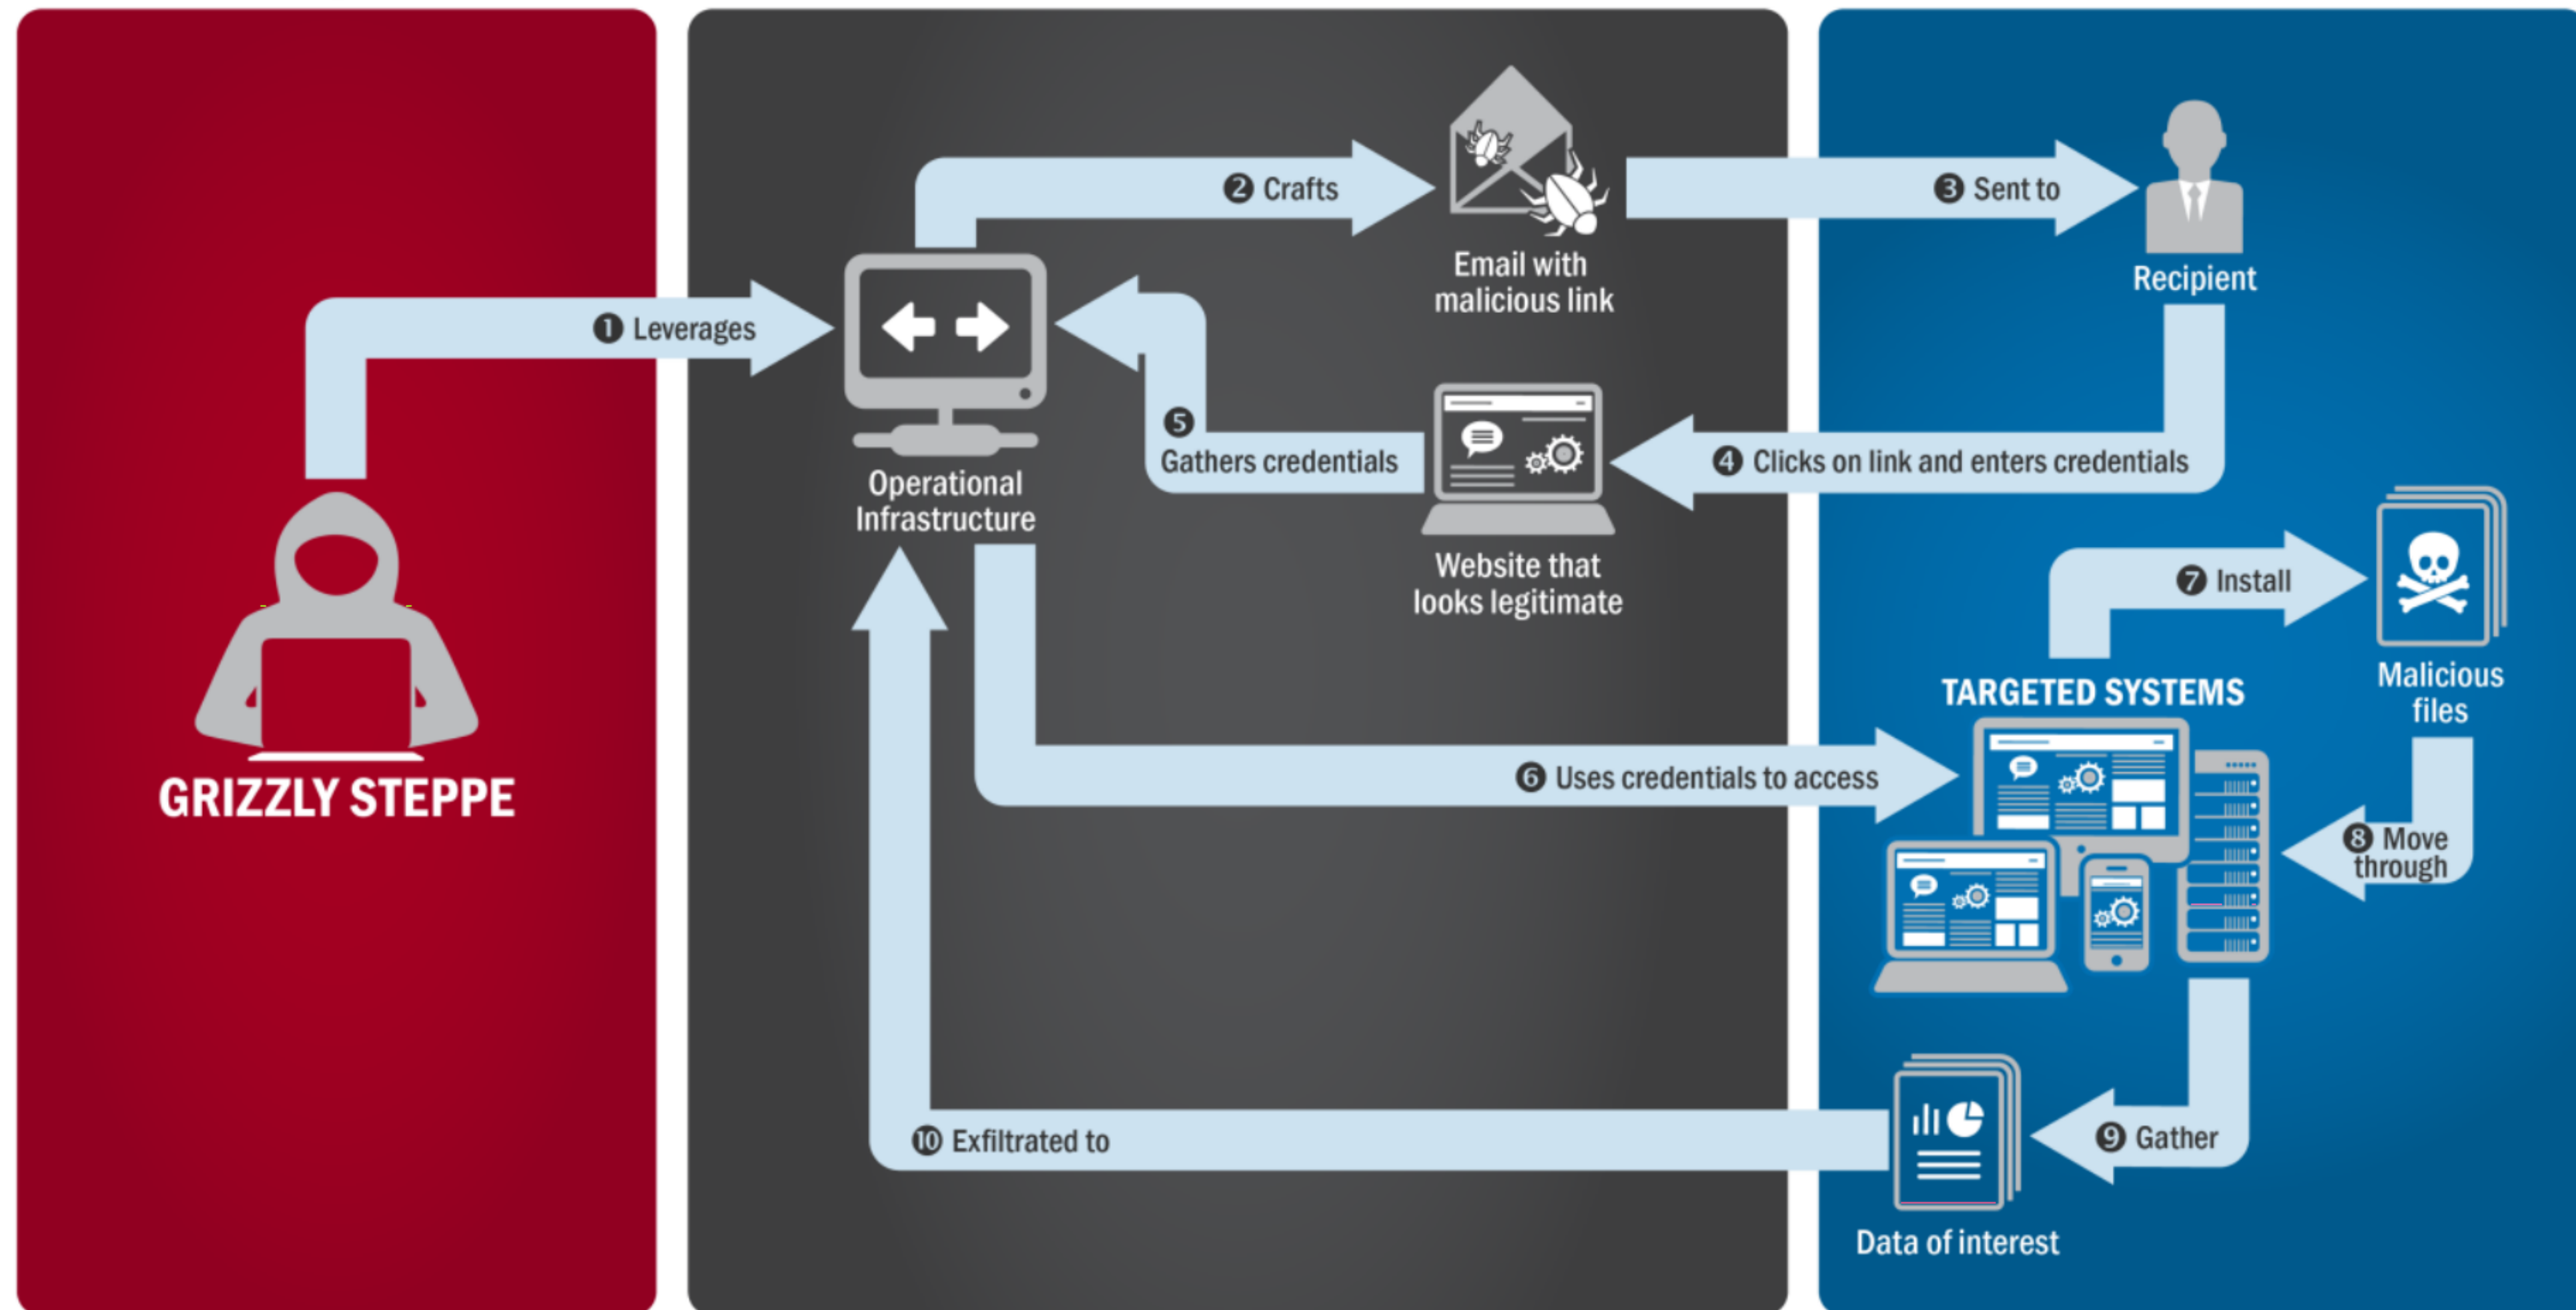 ❶ Leverages
❷ Crafts
❸ Sent to
Email with
malicious link
Recipient
❹ Clicks on link and enters credentials
❺
Gathers credentials
Operational
Infrastructure
Website that
looks legitimate
GRIZZLY STEPPE
❻ Uses credentials to access
TARGETED SYSTEMS
❼ Install
Malicious
files
❽ Move
through
❾ Gather
Data of interest
❿ Exfiltrated to